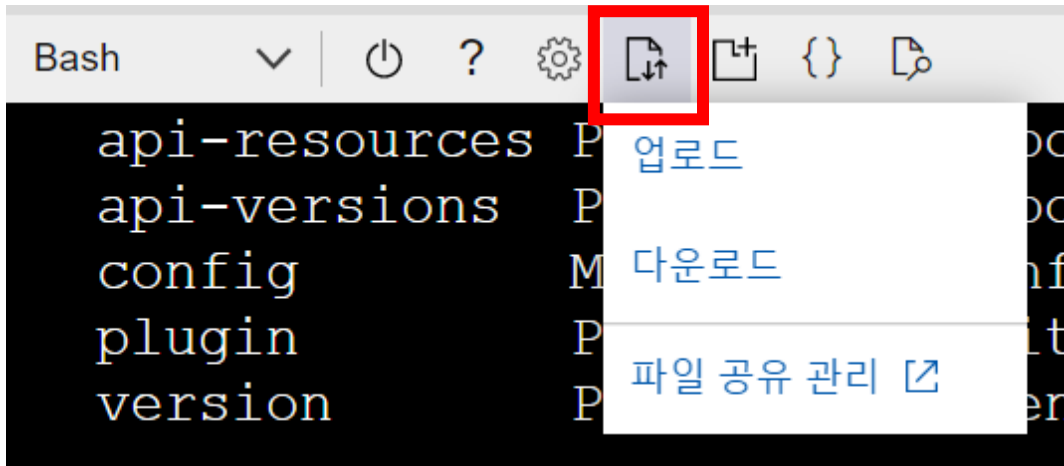 Bash ?  {}
api-resources P
업로드
api-versions P
config M
다운로드
plugin P
파일 공유 관리
version P